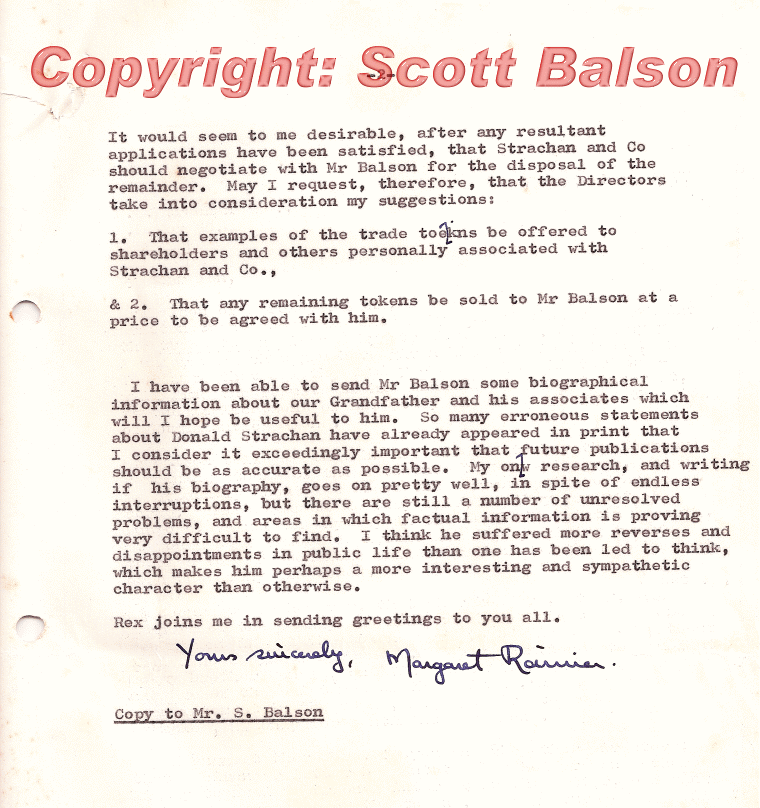 Copyright: Scott Balson
-2-
It would seem to me desirable, after any resultant
applications have been satisfied, that Strachan and Co
should negotiate with Mr Balson for the disposal of the
remainder. May I request, therefore, that the Directors
take into consideration my suggestions:
1. That examples of the trade toekns be offered to
shareholders and others personally associated with
Strachan and Co.,
& 2. That any remaining tokens be sold to Mr Balson at a
price to be agreed with him.
I have been able to send Mr Balson some biographical
information about our Grandfather and his associates which
will I hope be useful to him. So many erroneous statements
about Donald Strachan have already appeared in print that
I consider it exceedingly important that future publications
should be as accurate as possible. My onw research, and writing
if his biography, goes on pretty well, in spite of endless
interruptions, but there are still a number of unresolved
problems, and areas in which factual information is proving
very difficult to find. I think he suffered more reverses and
disappointments in public life than one has been led to think,
which makes him perhaps a more interesting and sympathetic
character than otherwise.
Rex joins me in sending greetings to you all.
Yours sincerely, Margaret Rainier.
Copy to Mr. S. Balson